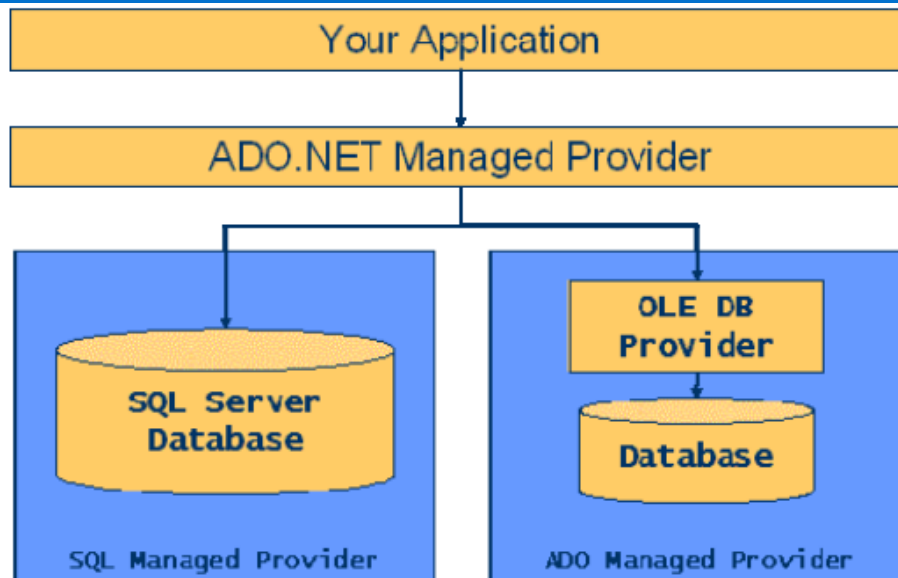 Your Application
ADO.NET Managed Provider
SQL Server
Database
SQL Managed Provider
OLE DB
Provider
Database
ADO Managed Provider